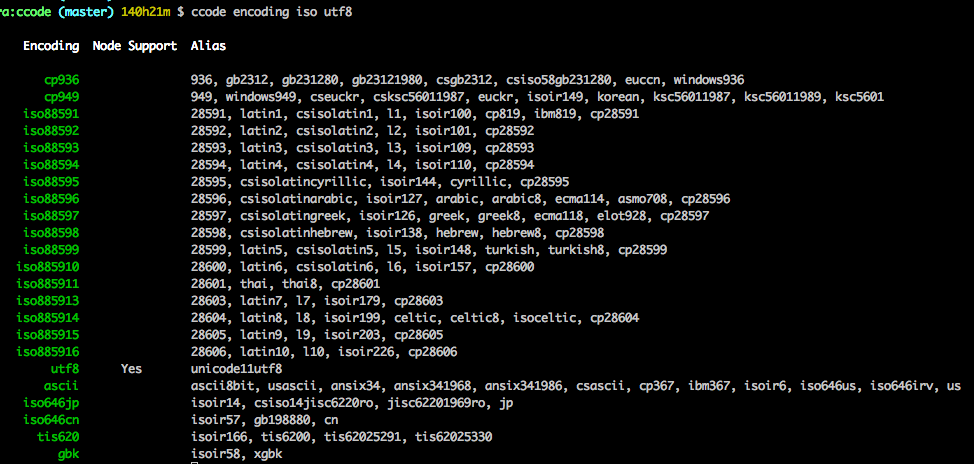 ra:ccode (master) 140h21m $ ccode encoding iso utf8
Encoding Node Support Alias
cp936 936, gb2312, gb231280, gb23121980, csgb2312, csiso58gb231280, euccn, windows936
cp949 949, windows949, cseuckr, csksc56011987, euckr, isoir149, korean, ksc56011987, ksc56011989, ksc5601
iso88591 28591, latin1, csisolatin1, l1, isoir100, cp819, ibm819, cp28591
iso88592 28592, latin2, csisolatin2, l2, isoir101, cp28592
iso88593 28593, latin3, csisolatin3, l3, isoir109, cp28593
iso88594 28594, latin4, csisolatin4, l4, isoir110, cp28594
iso88595 28595, csisolatincyrillic, isoir144, cyrillic, cp28595
iso88596 28596, csisolatinarabic, isoir127, arabic, arabic8, ecma114, asmo708, cp28596
iso88597 28597, csisolatingreek, isoir126, greek, greek8, ecma118, elot928, cp28597
iso88598 28598, csisolatinhebrew, isoir138, hebrew, hebrew8, cp28598
iso88599 28599, latin5, csisolatin5, l5, isoir148, turkish, turkish8, cp28599
iso885910 28600, latin6, csisolatin6, l6, isoir157, cp28600
iso885911 28601, thai, thai8, cp28601
iso885913 28603, latin7, l7, isoir179, cp28603
iso885914 28604, latin8, l8, isoir199, celtic, celtic8, isoceltic, cp28604
iso885915 28605, latin9, l9, isoir203, cp28605
iso885916 28606, latin10, l10, isoir226, cp28606
utf8 Yes unicode11utf8
ascii ascii8bit, usascii, ansix34, ansix341968, ansix341986, csascii, cp367, ibm367, isoir6, iso646us, iso646irv, us
iso646jp isoir14, csiso14jisc6220ro, jisc62201969ro, jp
iso646cn isoir57, gb198880, cn
tis620 isoir166, tis6200, tis62025291, tis62025330
gbk isoir58, xgbk